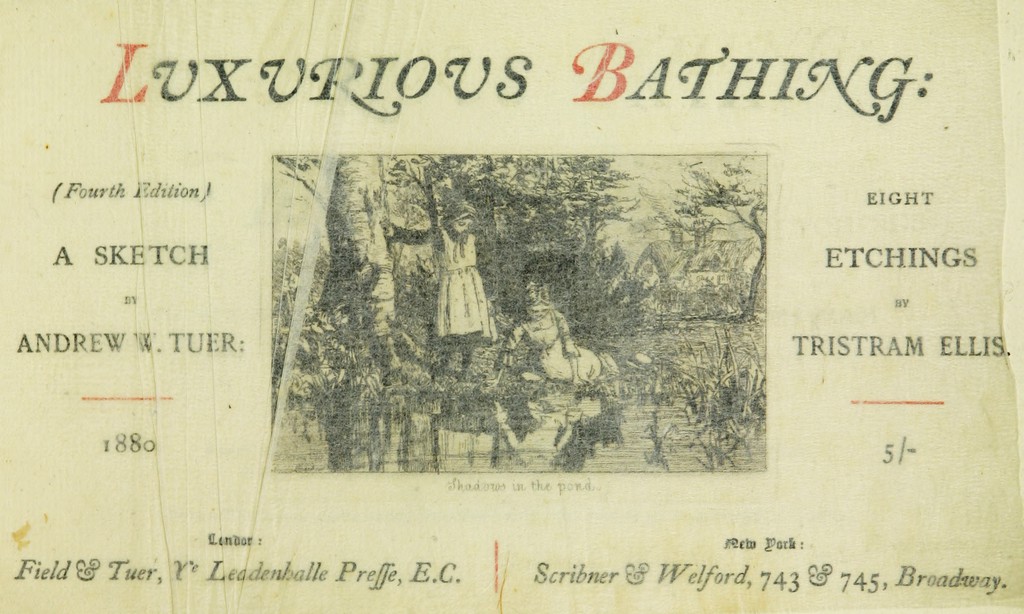 LUXURIOUS BATHING:
(Fourth Edition)
A SKETCH
BY
ANDREW W. TUER:
1880
EIGHT
ETCHINGS
BY
TRISTRAM ELLIS.
5/-
Shadows in the pond.
London:
Field & Tuer, Yᵉ Leadenhalle Preſſe, E.C.
New York:
Scribner & Welford, 743 & 745, Broadway.